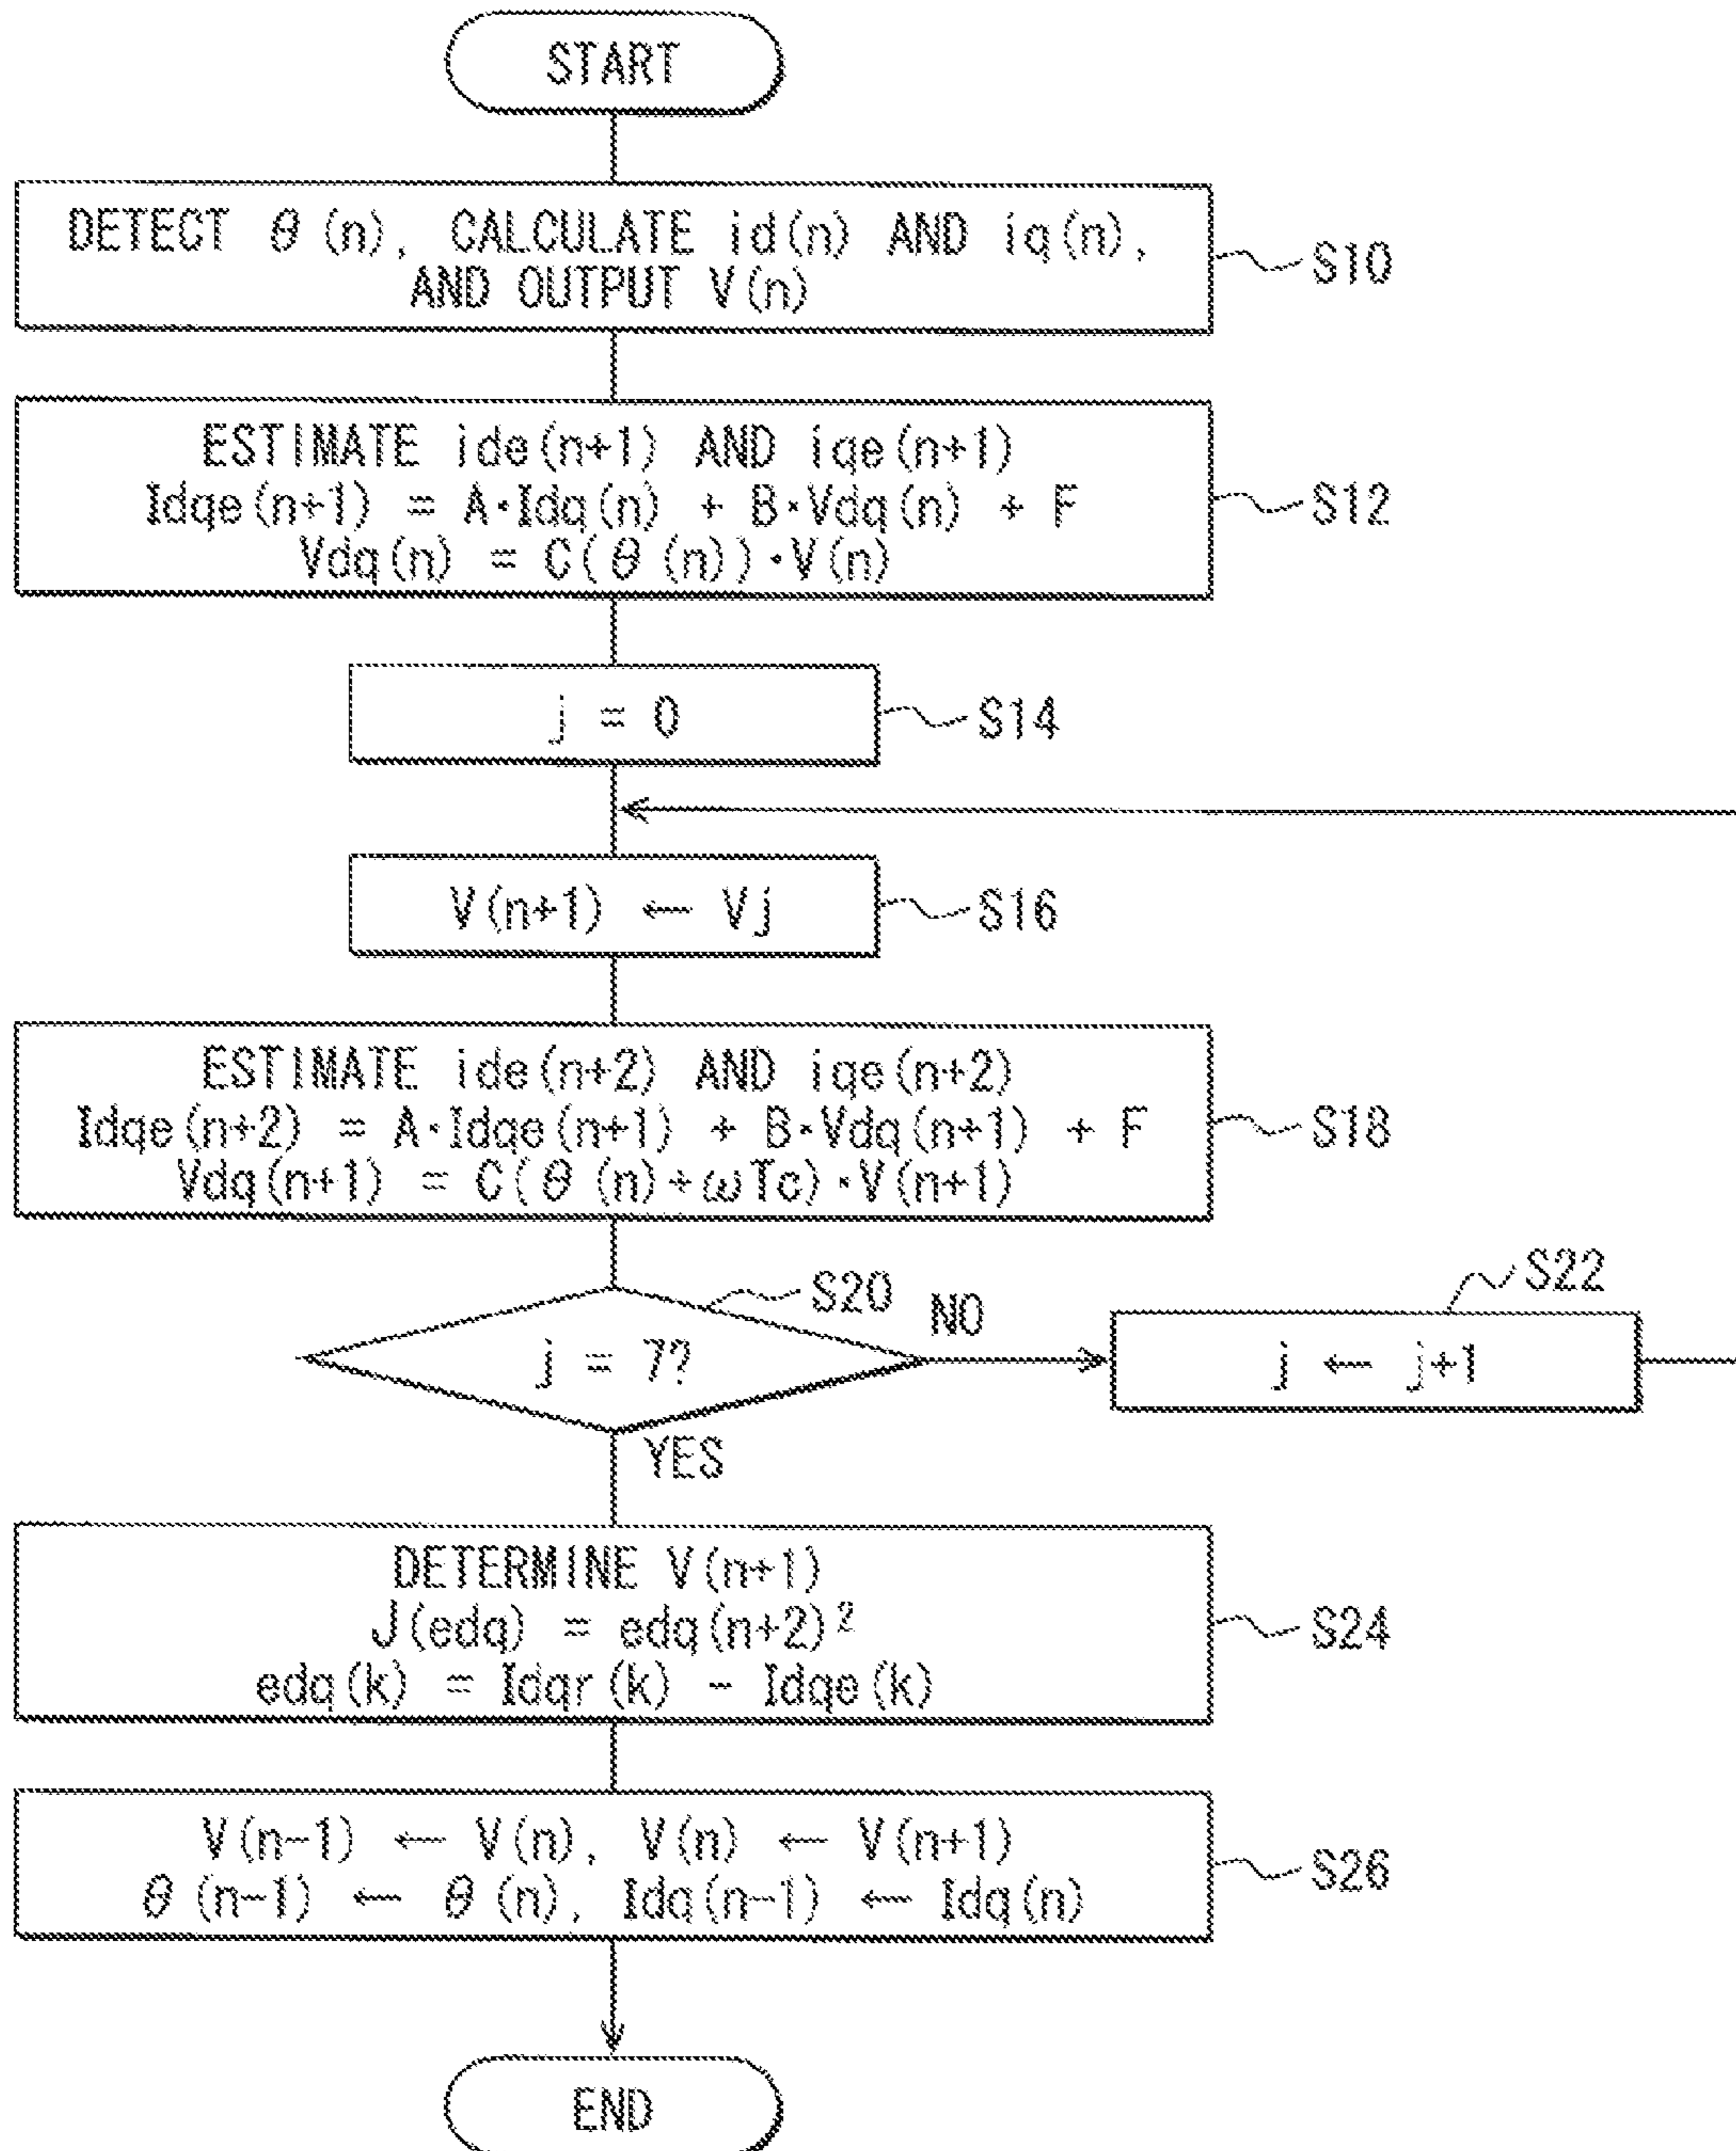 START
DETECT θ(n), CALCULATE id(n) AND iq(n),
AND OUTPUT V(n)
S10
ESTIMATE ide(n+1) AND iqe(n+1)
Idqe(n+1) = A·Idq(n) + B·Vdq(n) + F
Vdq(n) = C(θ(n))·V(n)
S12
j = 0
S14
V(n+1) ← Vj
S16
ESTIMATE ide(n+2) AND iqe(n+2)
Idqe(n+2) = A·Idqe(n+1) + B·Vdq(n+1) + F
Vdq(n+1) = C(θ(n)+ωTc)·V(n+1)
S18
S20
j = 7?
NO
S22
j ← j+1
YES
DETERMINE V(n+1)
J(edq) = edq(n+2)²
edq(k) = Idqr(k) - Idqe(k)
S24
V(n-1) ← V(n), V(n) ← V(n+1)
θ(n-1) ← θ(n), Idq(n-1) ← Idq(n)
S26
END